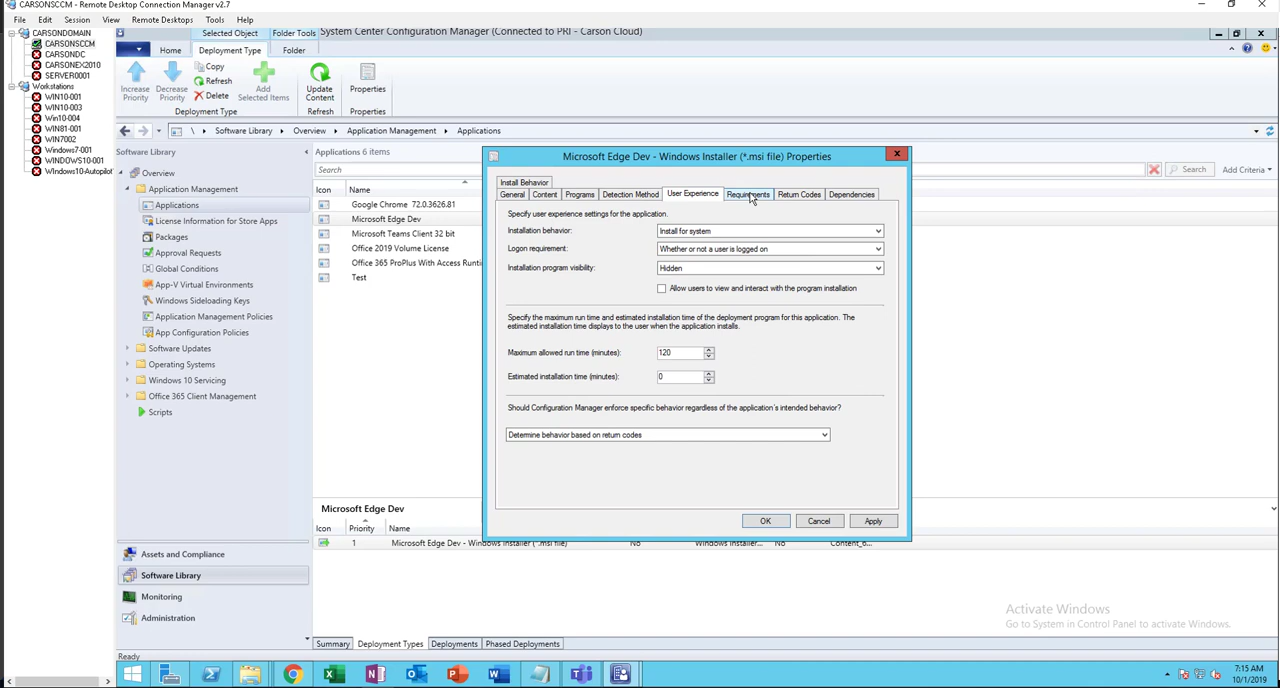 CARSONSCCM - Remote Desktop Connection Manager v2.7
File Edit Session View Remote Desktops Tools Help
CARSONDOMAIN
CARSONSCCM
CARSONDC
CARSONEX2010
SERVER0001
Workstations
WIN10-001
WIN10-003
Win10-004
WIN81-001
WIN7002
Windows7-001
WINDOWS10-001
Windows10-Autopilot
Selected Object Folder Tools System Center Configuration Manager (Connected to PRI - Carson Cloud)
Home Deployment Type Folder
Increase Priority
Decrease Priority
Copy
Refresh
Delete
Add Selected Items
Update Content
Properties
Deployment Type Refresh Properties
\ Software Library Overview Application Management Applications
Software Library
Overview
Application Management
Applications
License Information for Store Apps
Packages
Approval Requests
Global Conditions
App-V Virtual Environments
Windows Sideloading Keys
Application Management Policies
App Configuration Policies
Software Updates
Operating Systems
Windows 10 Servicing
Office 365 Client Management
Scripts
Assets and Compliance
Software Library
Monitoring
Administration
Applications 6 items
Search Search Add Criteria
Icon Name
Google Chrome 72.0.3626.81
Microsoft Edge Dev
Microsoft Teams Client 32 bit
Office 2019 Volume License
Office 365 ProPlus With Access Runti
Test
Microsoft Edge Dev - Windows Installer (*.msi file) Properties
Install Behavior
General Content Programs Detection Method User Experience Requirements Return Codes Dependencies
Specify user experience settings for the application.
Installation behavior: Install for system
Logon requirement: Whether or not a user is logged on
Installation program visibility: Hidden
Allow users to view and interact with the program installation
Specify the maximum run time and estimated installation time of the deployment program for this application. The
estimated installation time displays to the user when the application installs.
Maximum allowed run time (minutes): 120
Estimated installation time (minutes): 0
Should Configuration Manager enforce specific behavior regardless of the application's intended behavior?
Determine behavior based on return codes
OK Cancel Apply
Microsoft Edge Dev
Icon Priority Name
1 Microsoft Edge Dev - Windows Installer (*.msi file) No Windows Installer... No Content_6...
Activate Windows
Go to System in Control Panel to activate Windows.
Summary Deployment Types Deployments Phased Deployments
Ready
7:15 AM
10/1/2019